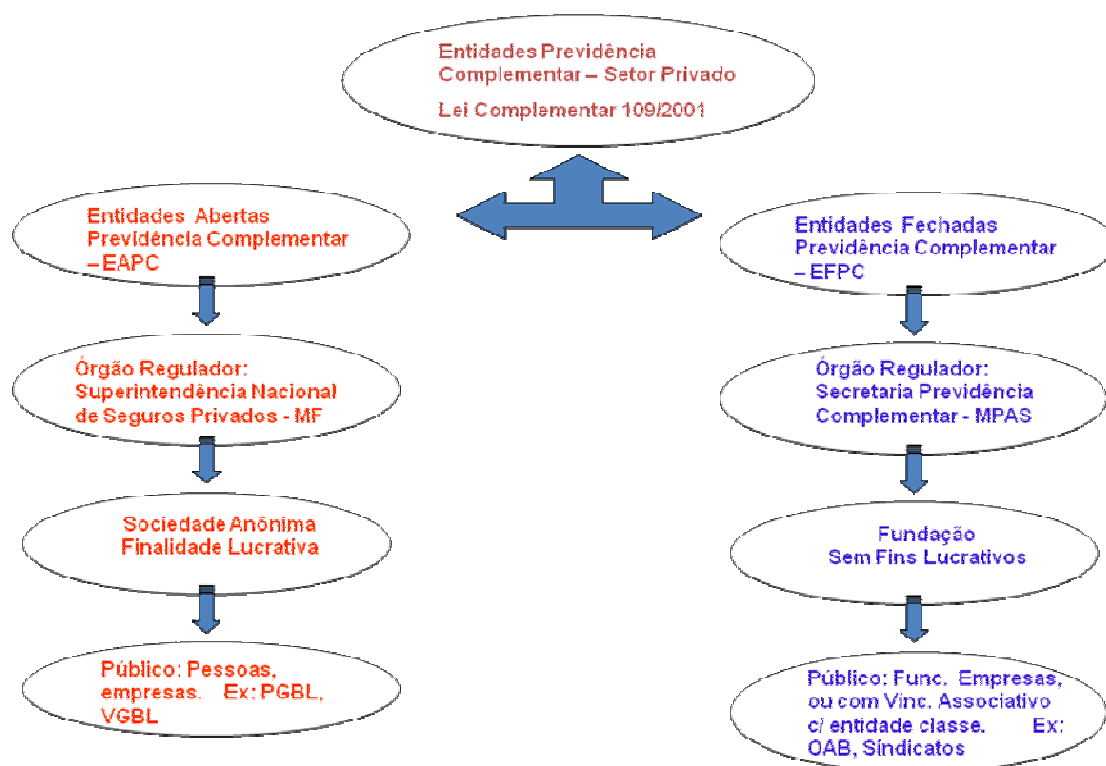 Entidades Previdência
Complementar – Setor Privado
Lei Complementar 109/2001
Entidades Abertas
Previdência Complementar
– EAPC
Órgão Regulador:
Superintendência Nacional
de Seguros Privados - MF
Sociedade Anônima
Finalidade Lucrativa
Público: Pessoas,
empresas. Ex: PGBL,
VGBL
Entidades Fechadas
Previdência Complementar
– EFPC
Órgão Regulador:
Secretaria Previdência
Complementar - MPAS
Fundação
Sem Fins Lucrativos
Público: Func. Empresas,
ou com Vinc. Associativo
c/ entidade classe. Ex:
OAB, Síndicatos